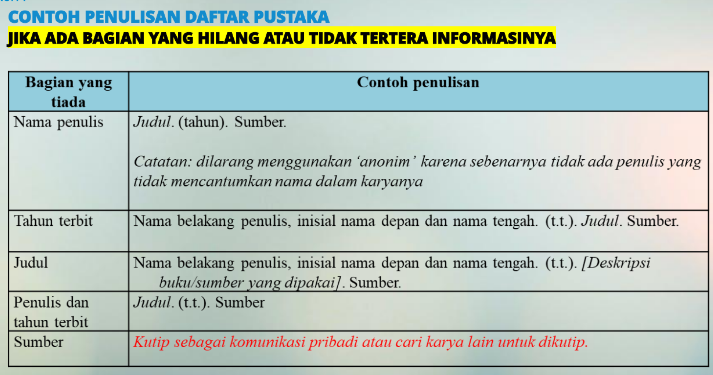 CONTOH PENULISAN DAFTAR PUSTAKA
JIKA ADA BAGIAN YANG HILANG ATAU TIDAK TERTERA INFORMASINYA
Bagian yang
tiada
Contoh penulisan
Nama penulis
Judul. (tahun). Sumber.
Catatan: dilarang menggunakan ‘anonim’ karena sebenarnya tidak ada penulis yang
tidak mencantumkan nama dalam karyanya
Tahun terbit
Nama belakang penulis, inisial nama depan dan nama tengah. (t.t.). Judul. Sumber.
Judul
Nama belakang penulis, inisial nama depan dan nama tengah. (t.t.). [Deskripsi
buku/sumber yang dipakai]. Sumber.
Penulis dan
tahun terbit
Judul. (t.t.). Sumber
Sumber
Kutip sebagai komunikasi pribadi atau cari karya lain untuk dikutip.